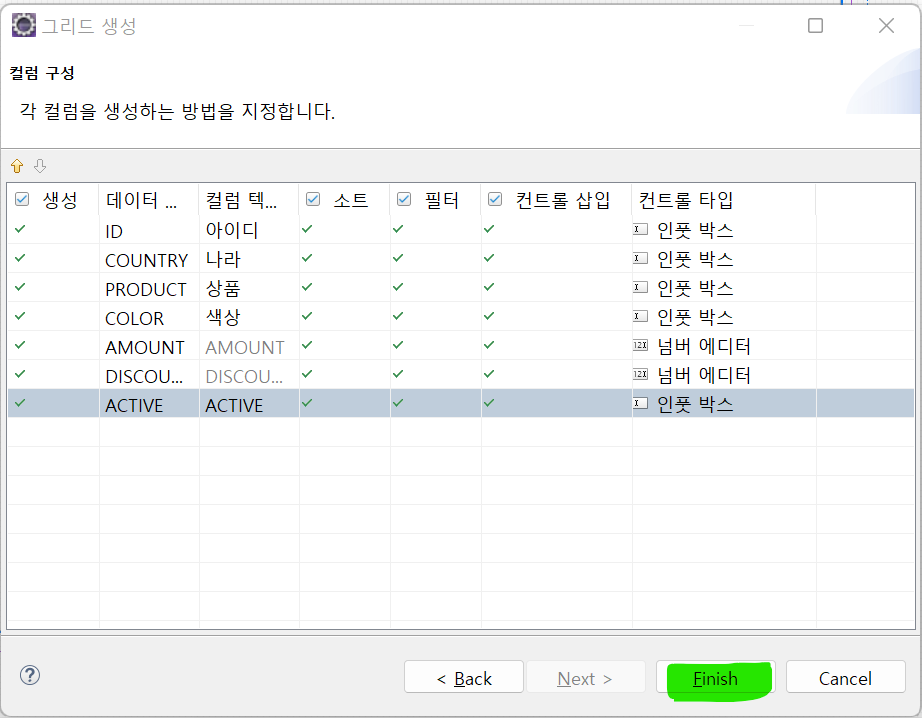 그리드 생성
컬럼 구성
각 컬럼을 생성하는 방법을 지정합니다.
생성 데이터 ... 컬럼 텍... 소트 필터 컨트롤 삽입 컨트롤 타입
ID 아이디 인풋 박스
COUNTRY 나라 인풋 박스
PRODUCT 상품 인풋 박스
COLOR 색상 인풋 박스
AMOUNT AMOUNT 넘버 에디터
DISCOU... DISCOU... 넘버 에디터
ACTIVE ACTIVE 인풋 박스
< Back Next > Finish Cancel